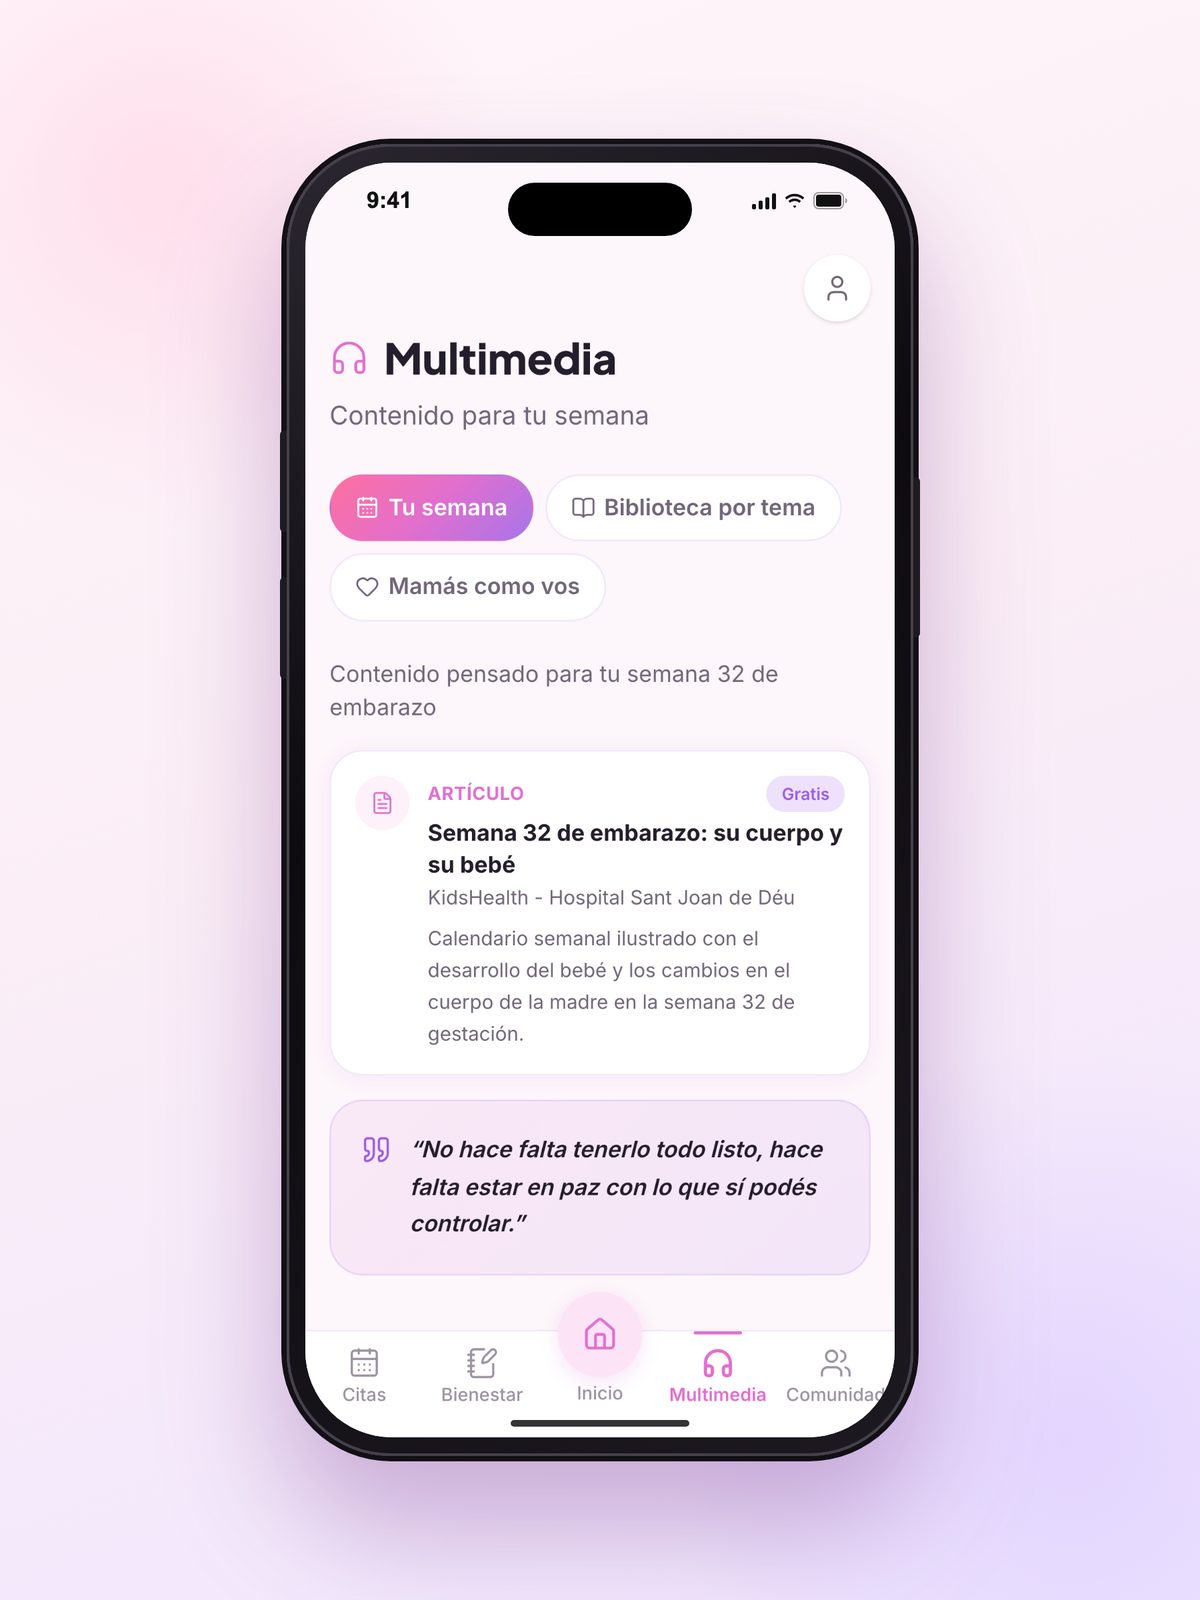 9:41
Multimedia
Contenido para tu semana
Tu semana
Biblioteca por tema
Mamás como vos
Contenido pensado para tu semana 32 de
embarazo
ARTÍCULO
Gratis
Semana 32 de embarazo: su cuerpo y
su bebé
KidsHealth - Hospital Sant Joan de Déu
Calendario semanal ilustrado con el
desarrollo del bebé y los cambios en el
cuerpo de la madre en la semana 32 de
gestación.
“No hace falta tenerlo todo listo, hace
falta estar en paz con lo que sí podés
controlar.”
Citas
Bienestar
Inicio
Multimedia
Comunidad